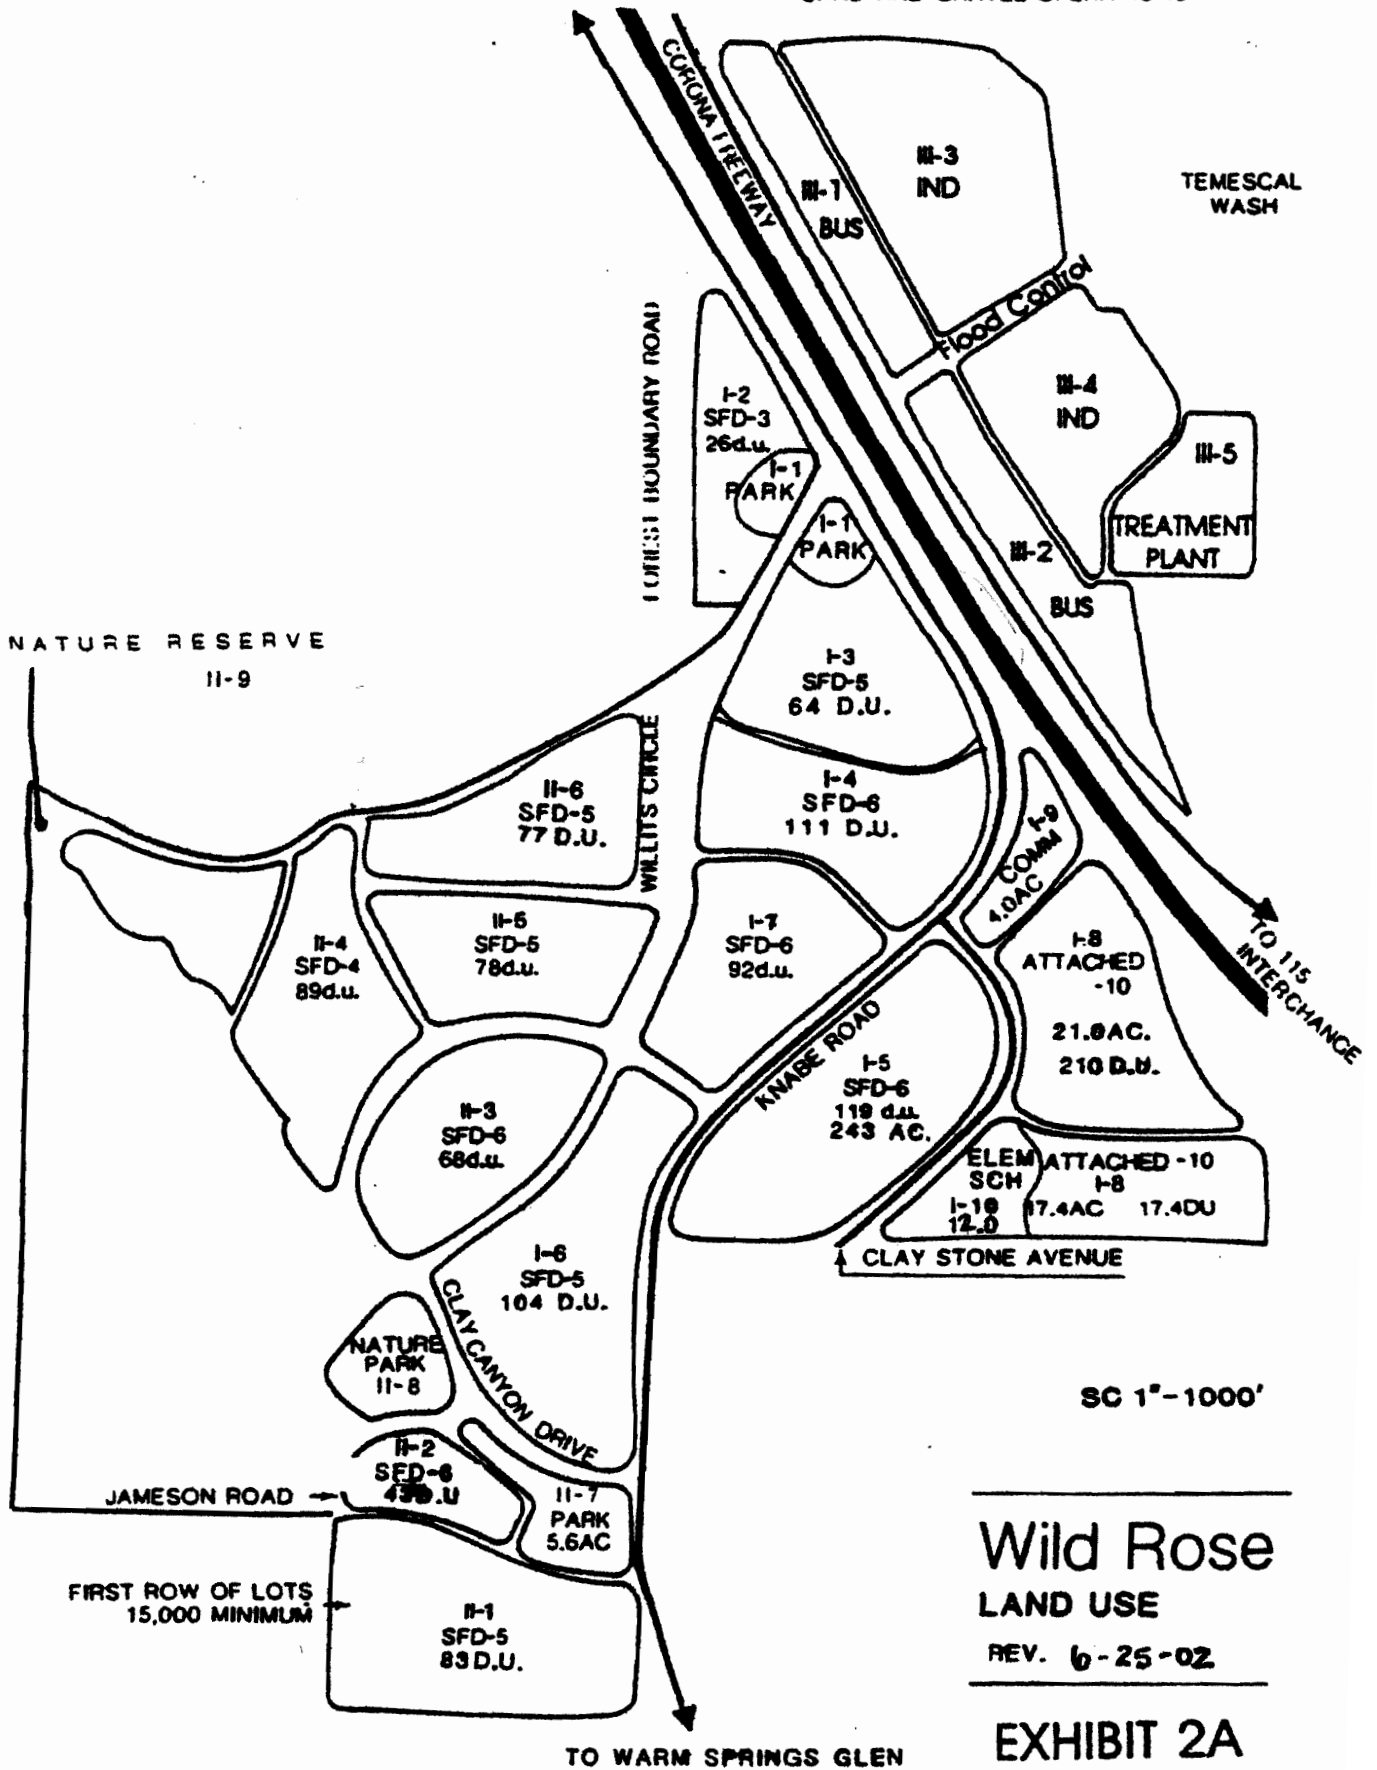 CORONA FREEWAY
III-3
IND
TEMESCAL
WASH
III-1
BUS
Flood Control
FOREST BOUNDARY ROAD
I-2
SFD-3
26d.u.
I-1
PARK
I-1
PARK
III-4
IND
III-5
TREATMENT
PLANT
III-2
BUS
NATURE RESERVE
II-9
I-3
SFD-5
64 D.U.
WILLITS CIRCLE
II-6
SFD-5
77 D.U.
I-4
SFD-6
111 D.U.
I-9
COMM
4.0AC
II-5
SFD-5
78d.u.
II-4
SFD-4
89d.u.
I-7
SFD-6
92d.u.
I-8
ATTACHED
-10
21.0AC.
210 D.U.
TO 115
INTERCHANGE
KNABE ROAD
I-5
SFD-6
119 d.u.
243 AC.
II-3
SFD-6
68d.u.
ELEM
SCH
I-10
12.0
ATTACHED -10
I-8
17.4AC 17.4DU
CLAY STONE AVENUE
I-6
SFD-5
104 D.U.
CLAY CANYON DRIVE
NATURE
PARK
II-8
SC 1"-1000'
II-2
SFD-6
D.U
JAMESON ROAD
II-7
PARK
5.6AC
FIRST ROW OF LOTS
15,000 MINIMUM
II-1
SFD-5
83 D.U.
Wild Rose
LAND USE
REV. 6-25-02
TO WARM SPRINGS GLEN
EXHIBIT 2A